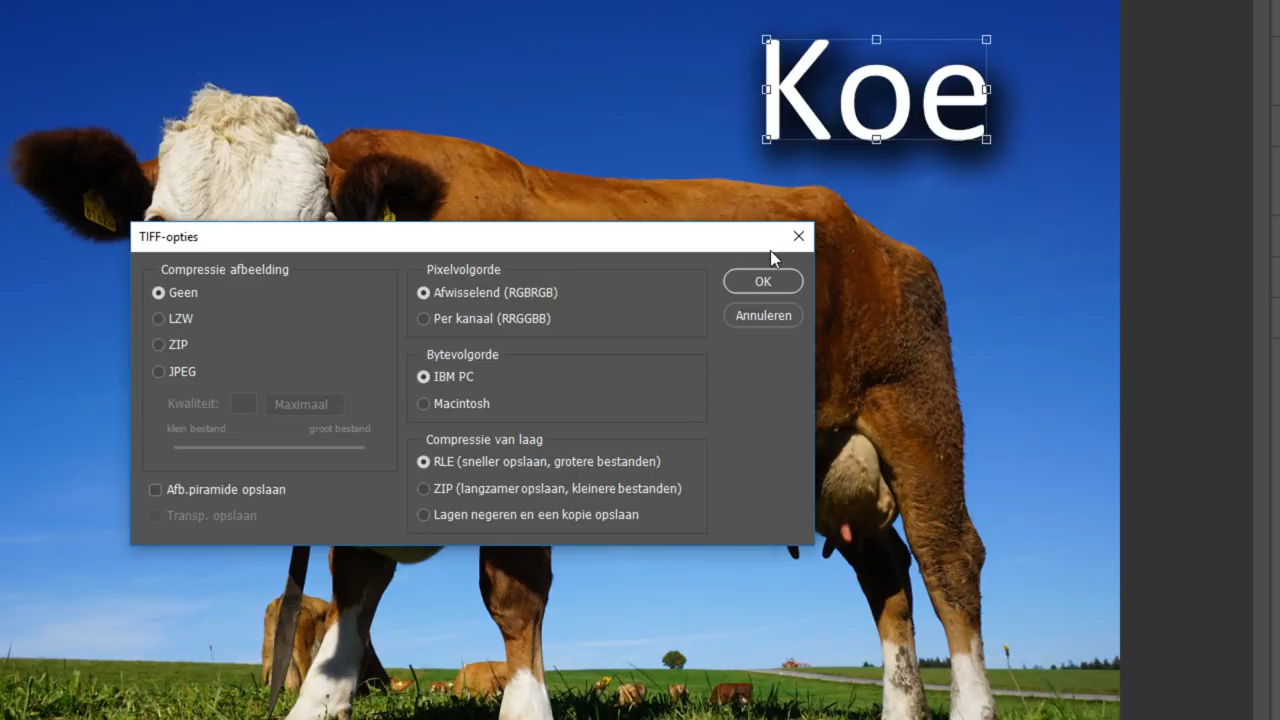 Koe
TIFF-opties
Compressie afbeelding
Geen
LZW
ZIP
JPEG
Kwaliteit:
Maximaal
klein bestand
groot bestand
Afb.piramide opslaan
Transp. opslaan
Pixelvolgorde
Afwisselend (RGBRGB)
Per kanaal (RRGGBB)
Bytevolgorde
IBM PC
Macintosh
Compressie van laag
RLE (sneller opslaan, grotere bestanden)
ZIP (langzamer opslaan, kleinere bestanden)
Lagen negeren en een kopie opslaan
OK
Annuleren